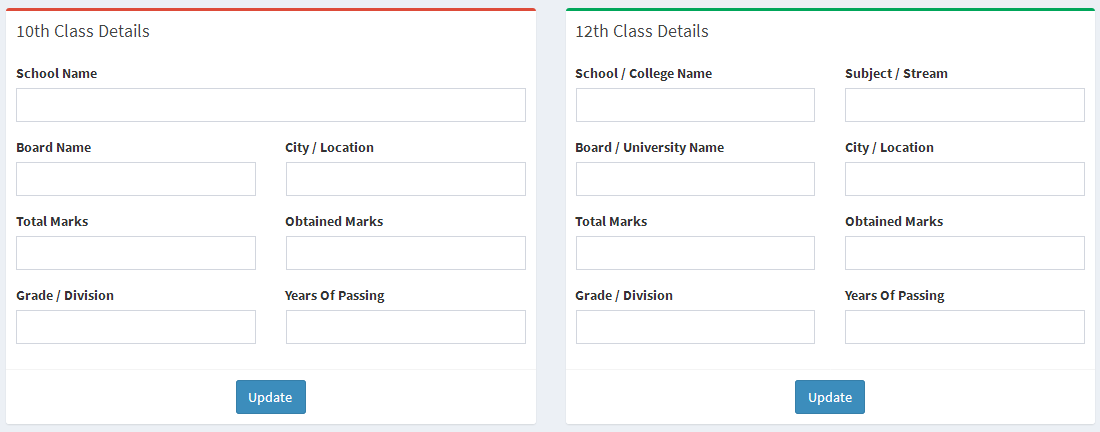 10th Class Details
School Name
Board Name
City / Location
Total Marks
Obtained Marks
Grade / Division
Years Of Passing
Update
12th Class Details
School / College Name
Subject / Stream
Board / University Name
City / Location
Total Marks
Obtained Marks
Grade / Division
Years Of Passing
Update